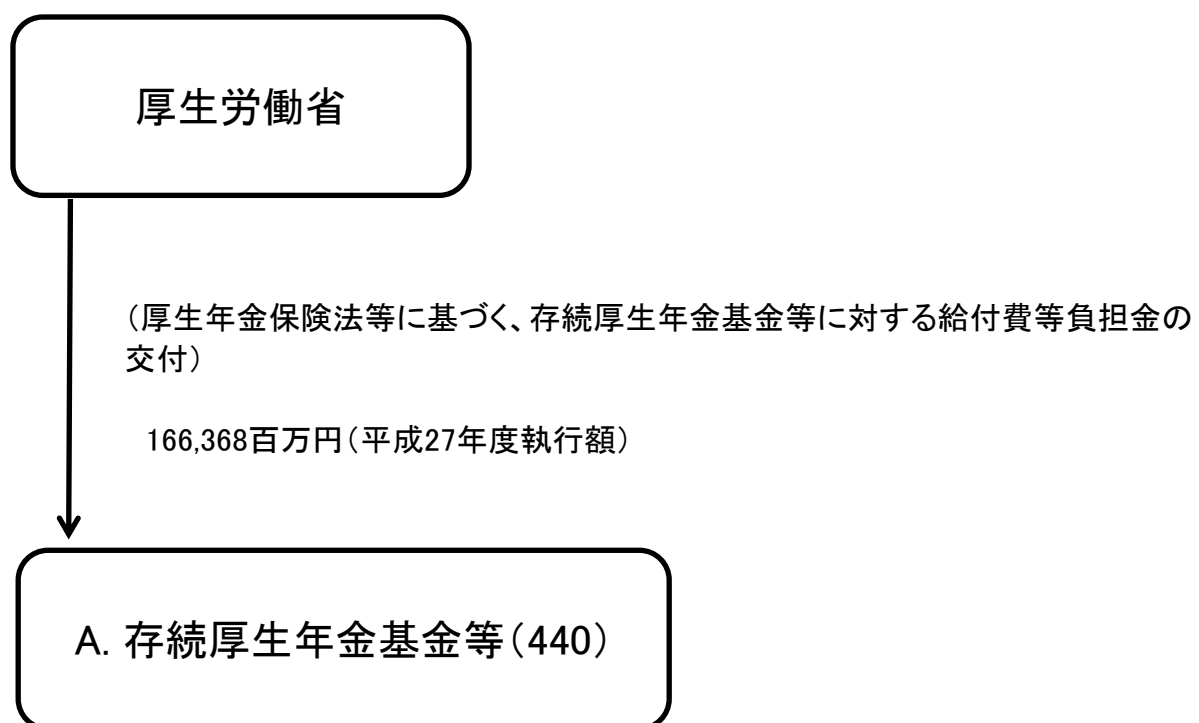 厚生労働省
(厚生年金保険法等に基づく、存続厚生年金基金等に対する給付費等負担金の
交付)
166,368百万円(平成27年度執行額)
A. 存続厚生年金基金等(440)